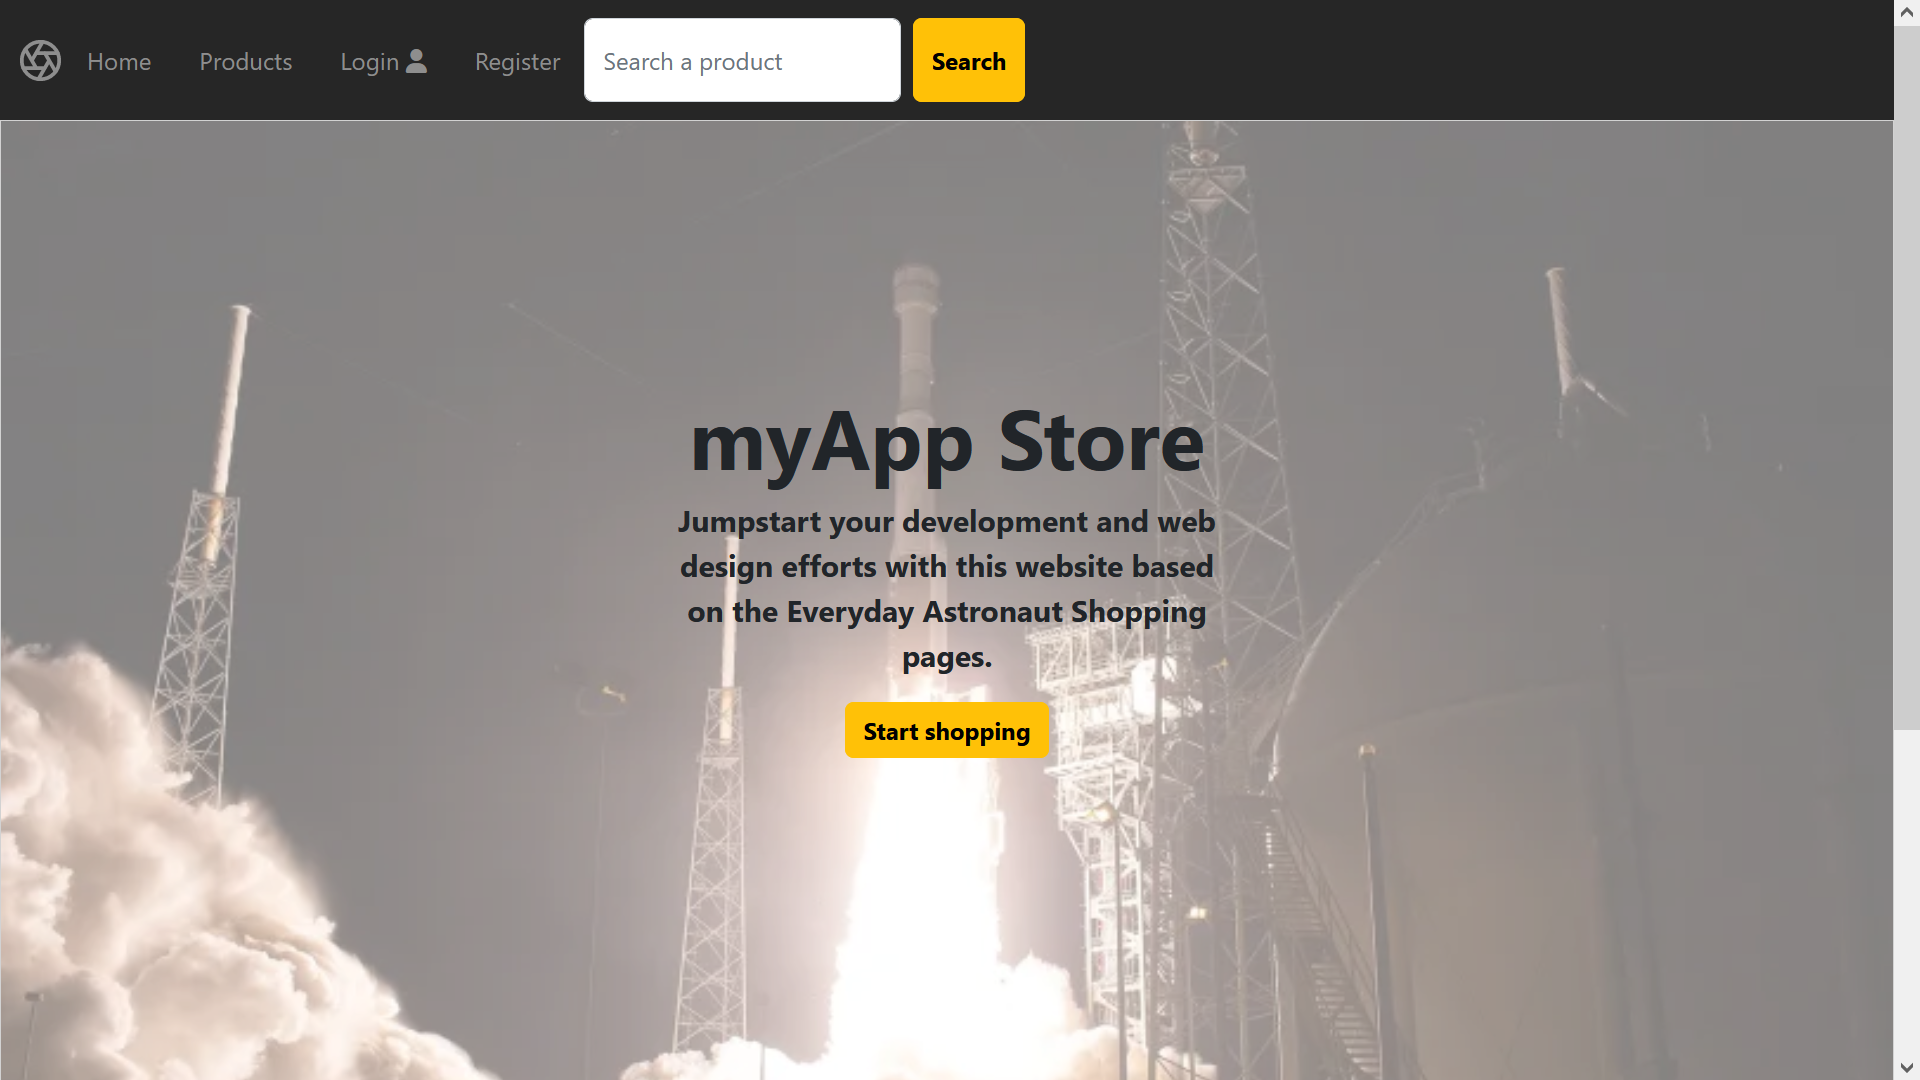 Home Products Login Register Search a product Search
myApp Store
Jumpstart your development and web
design efforts with this website based
on the Everyday Astronaut Shopping
pages.
Start shopping